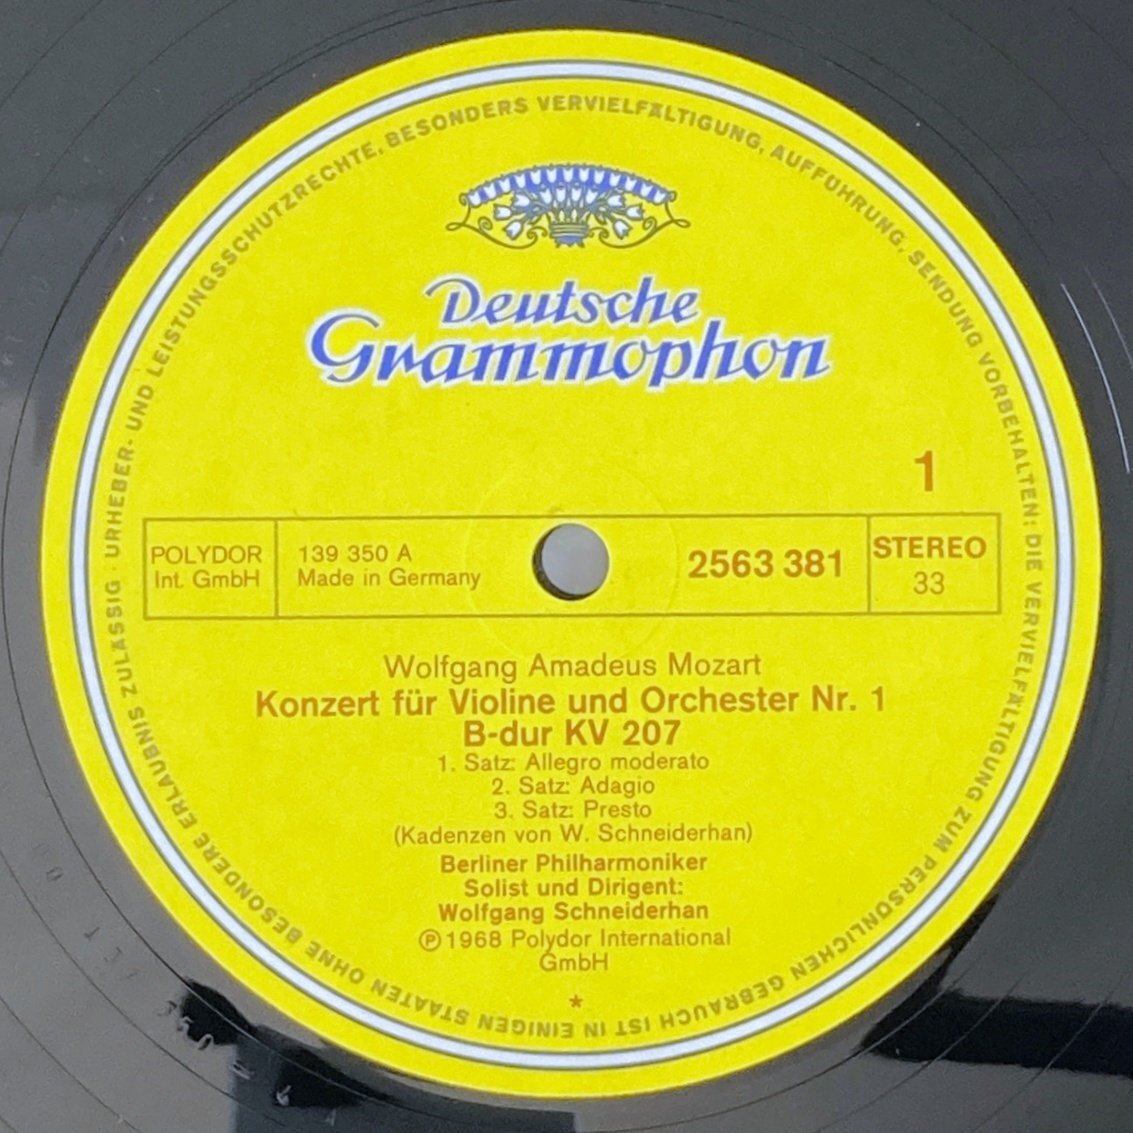 URHEBER- UND LEISTUNGSSCHUTZRECHTE, BESONDERS VERVIELFÄLTIGUNG, AUFFÜHRUNG, SENDUNG VORBEHALTEN: DIE VERVIELFÄLTIGUNG ZUM PERSÖNLICHEN GEBRAUCH IST IN EINIGEN STAATEN OHNE BESONDERE ERLAUBNIS ZULÄSSIG ·
Deutsche
Grammophon
1
POLYDOR
Int. GmbH
139 350 A
Made in Germany
2563 381
STEREO
33
Wolfgang Amadeus Mozart
Konzert für Violine und Orchester Nr. 1
B-dur KV 207
1. Satz: Allegro moderato
2. Satz: Adagio
3. Satz: Presto
(Kadenzen von W. Schneiderhan)
Berliner Philharmoniker
Solist und Dirigent:
Wolfgang Schneiderhan
℗ 1968 Polydor International
GmbH
*